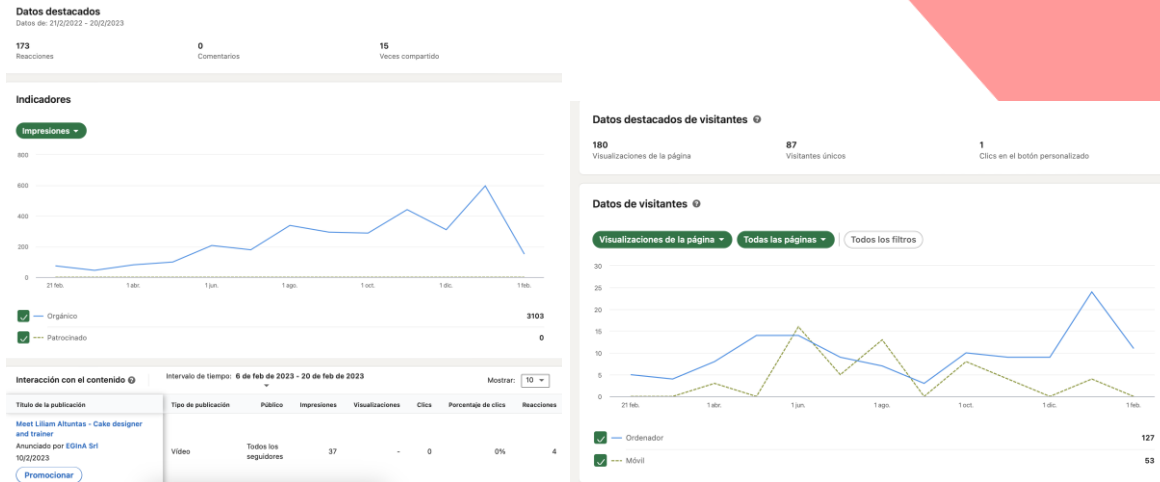 Datos destacados
Datos de: 21/2/2022 - 20/2/2023
173
0
15
Reacciones
Comentarios
Veces compartido
Indicadores
Impresiones
800
600
400
200
0
21 feb.
1 abr.
1 jun.
1 ago.
1 oct.
1 dic.
1 feb.
Orgánico
3103
Patrocinado
0
Interacción con el contenido
Intervalo de tiempo: 6 de feb de 2023 - 20 de feb de 2023
Mostrar: 10
Título de la publicación
Tipo de publicación
Público
Impresiones
Visualizaciones
Clics
Porcentaje de clics
Reacciones
Meet Liliam Altuntas - Cake designer
and trainer
Anunciado por EGInA Srl
10/2/2023
Promocionar
Vídeo
Todos los
seguidores
37
-
0
0%
4
Datos destacados de visitantes
180
87
1
Visualizaciones de la página
Visitantes únicos
Clics en el botón personalizado
Datos de visitantes
Visualizaciones de la página
Todas las páginas
Todos los filtros
30
25
20
15
10
5
0
21 feb.
1 abr.
1 jun.
1 ago.
1 oct.
1 dic.
1 feb.
Ordenador
127
Móvil
53